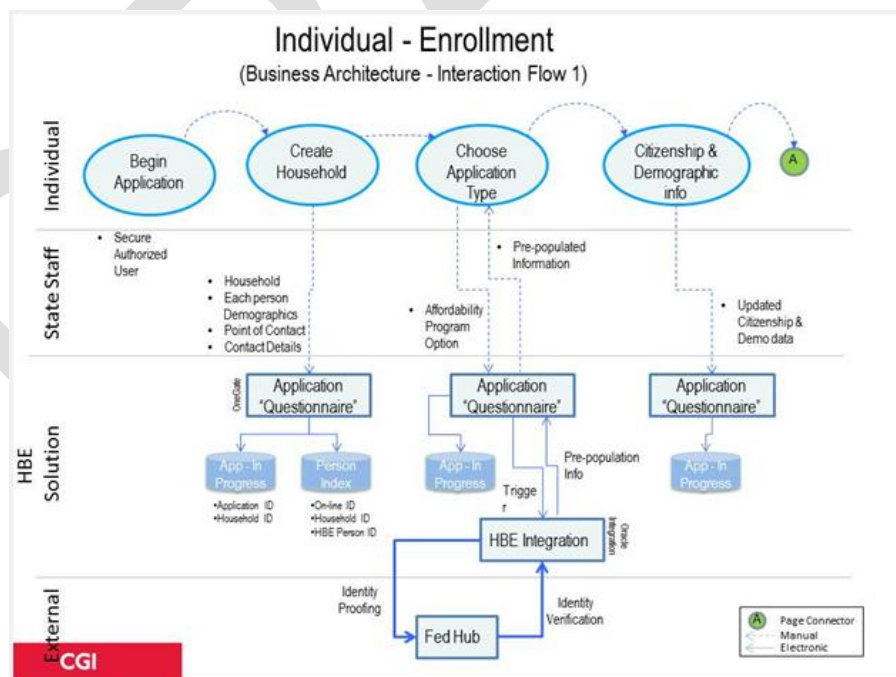 Individual - Enrollment
(Business Architecture - Interaction Flow 1)
Individual
Begin
Application
Create
Household
Choose
Application
Type
Citizenship &
Demographic
info
A
State Staff
• Secure
Authorized
User
• Household
• Each person
Demographics
• Point of Contact
• Contact Details
• Affordability
Program
Option
• Pre-populated
Information
• Updated
Citizenship &
Demo data
HBE
Solution
OneGate
Application
"Questionnaire"
Application
"Questionnaire"
Application
"Questionnaire"
App - In
Progress
Person
Index
App - In
Progress
App - In
Progress
•Application ID
•Household ID
•On-line ID
•Household ID
•HBE Person ID
Trigge
r
Pre-population
Info
HBE Integration
Oracle
Integration
External
Identity
Proofing
Fed Hub
Identity
Verification
A Page Connector
Manual
Electronic
CGI